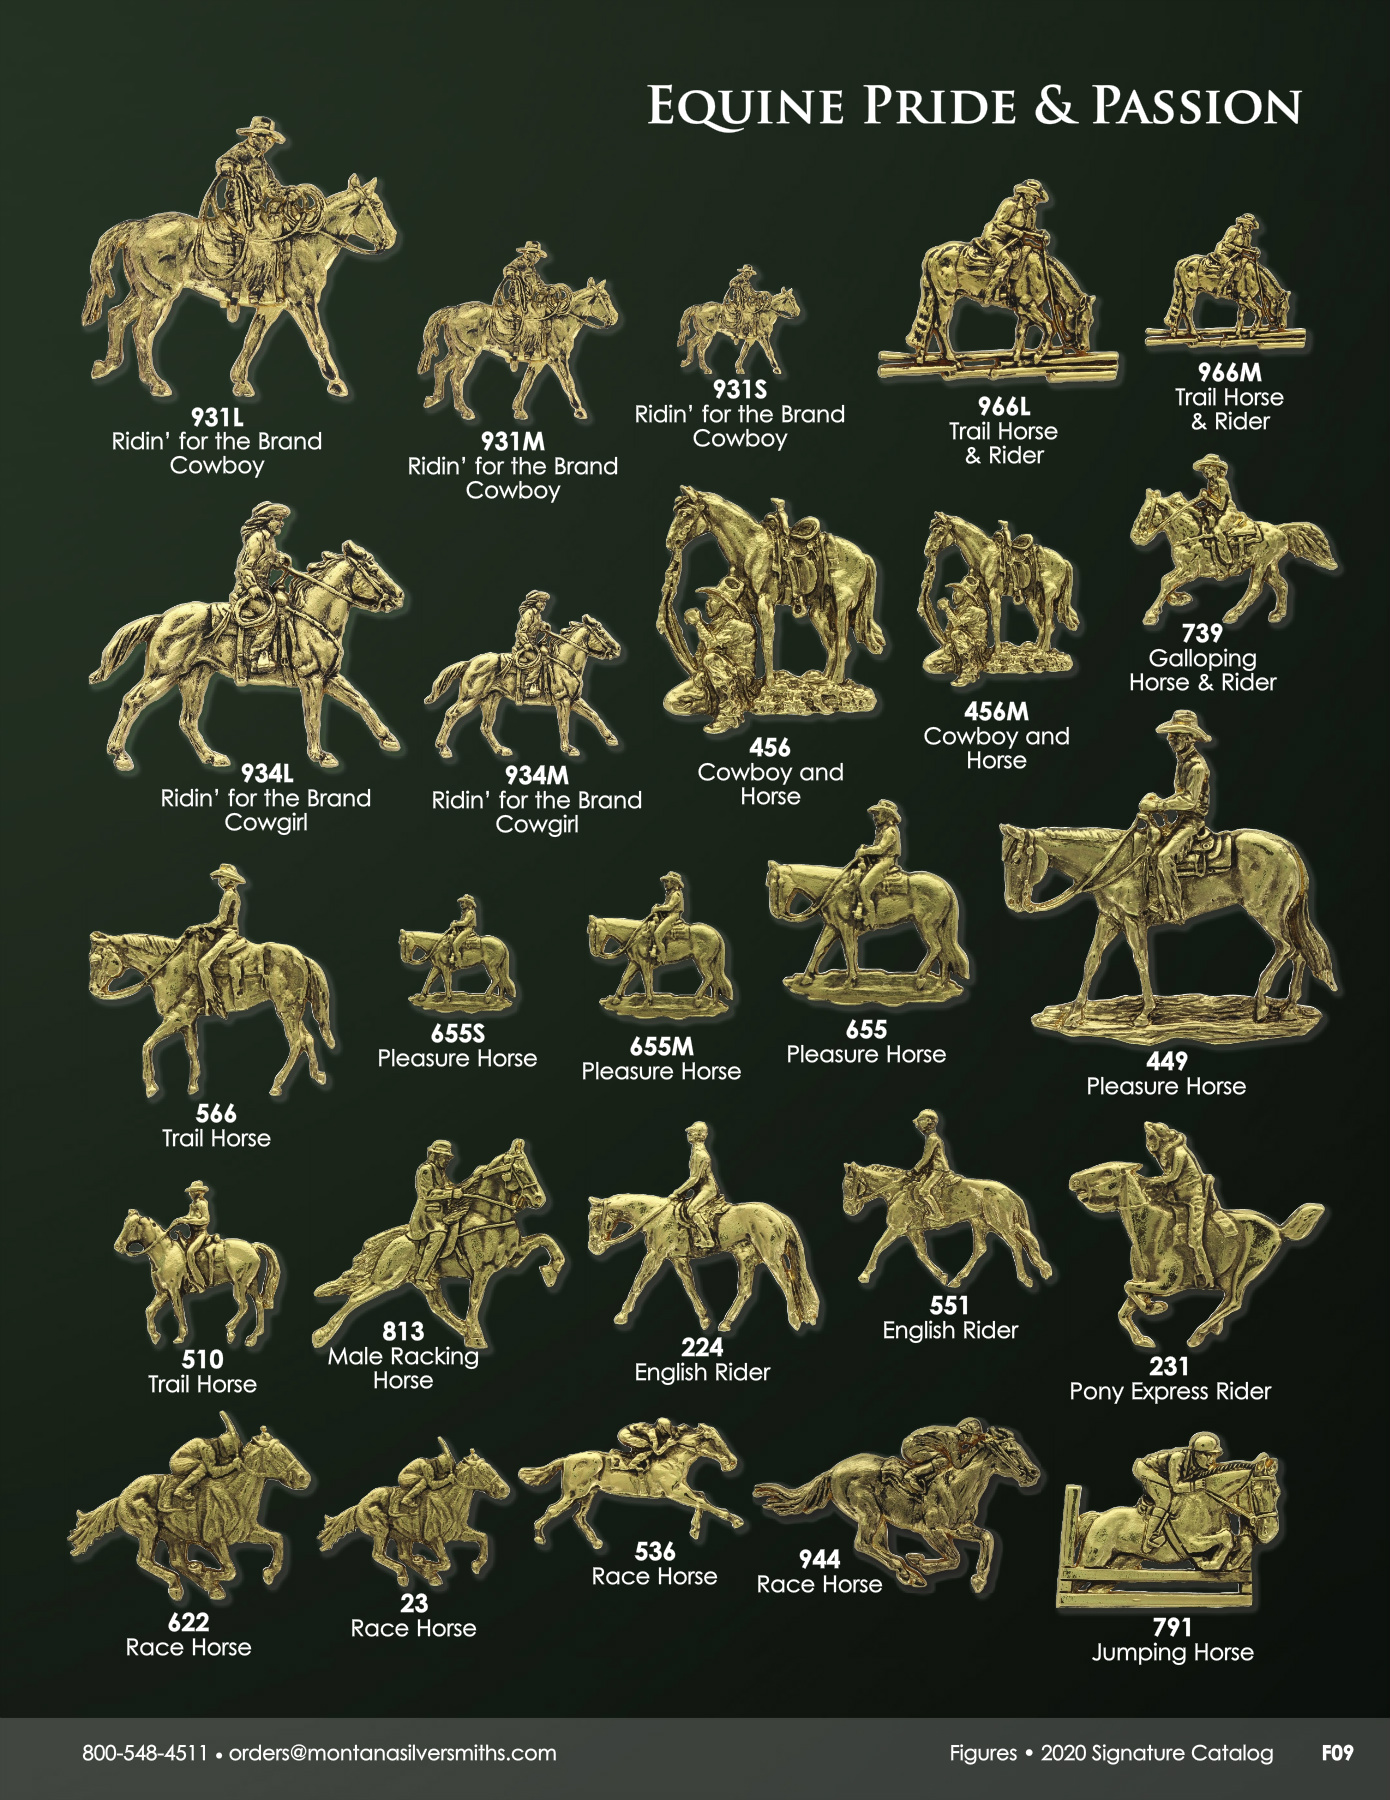 EQUINE PRIDE & PASSION
931L
Ridin' for the Brand
Cowboy
931M
Ridin' for the Brand
Cowboy
931S
Ridin' for the Brand
Cowboy
966L
Trail Horse
& Rider
966M
Trail Horse
& Rider
934L
Ridin' for the Brand
Cowgirl
934M
Ridin' for the Brand
Cowgirl
456
Cowboy and
Horse
456M
Cowboy and
Horse
739
Galloping
Horse & Rider
566
Trail Horse
655S
Pleasure Horse
655M
Pleasure Horse
655
Pleasure Horse
449
Pleasure Horse
510
Trail Horse
813
Male Racking
Horse
224
English Rider
551
English Rider
231
Pony Express Rider
622
Race Horse
23
Race Horse
536
Race Horse
944
Race Horse
791
Jumping Horse
800-548-4511 • orders@montanasilversmiths.com
Figures • 2020 Signature Catalog F09